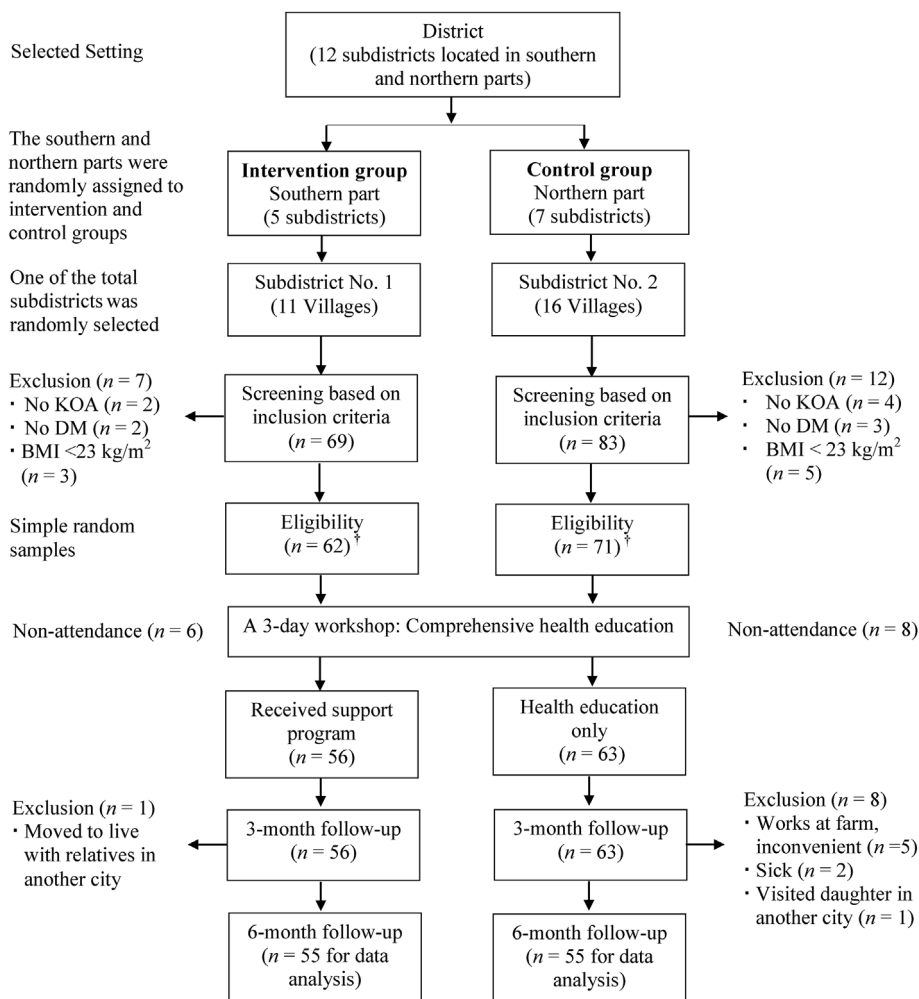 Selected Setting
District
(12 subdistricts located in southern
and northern parts)
The southern and
northern parts were
randomly assigned to
intervention and
control groups
Intervention group
Southern part
(5 subdistricts)
Control group
Northern part
(7 subdistricts)
One of the total
subdistricts was
randomly selected
Subdistrict No. 1
(11 Villages)
Subdistrict No. 2
(16 Villages)
Exclusion (n = 7)
· No KOA (n = 2)
· No DM (n = 2)
· BMI <23 kg/m²
(n = 3)
Screening based on
inclusion criteria
(n = 69)
Screening based on
inclusion criteria
(n = 83)
Exclusion (n = 12)
· No KOA (n = 4)
· No DM (n = 3)
· BMI < 23 kg/m²
(n = 5)
Simple random
samples
Eligibility
(n = 62)†
Eligibility
(n = 71)†
Non-attendance (n = 6)
A 3-day workshop: Comprehensive health education
Non-attendance (n = 8)
Received support
program
(n = 56)
Health education
only
(n = 63)
Exclusion (n = 1)
· Moved to live
with relatives in
another city
3-month follow-up
(n = 56)
3-month follow-up
(n = 63)
Exclusion (n = 8)
· Works at farm,
inconvenient (n =5)
· Sick (n = 2)
· Visited daughter in
another city (n = 1)
6-month follow-up
(n = 55 for data
analysis)
6-month follow-up
(n = 55 for data
analysis)